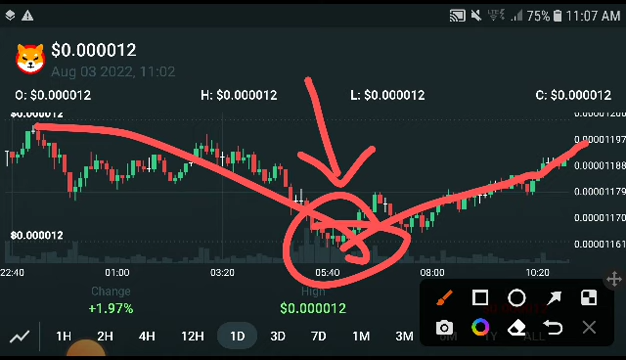 75% 11:07 AM
$0.000012
Aug 03 2022, 11:02
O: $0.000012 H: $0.000012 L: $0.000012 C: $0.000012
$0.000012
0.00001197
0.00001188
0.00001179
0.00001170
$0.000012
0.00001161
22:40 01:00 03:20 05:40 08:00 10:20
Change High
+1.97% $0.000012
1H 2H 4H 12H 1D 3D 7D 1M 3M ALL